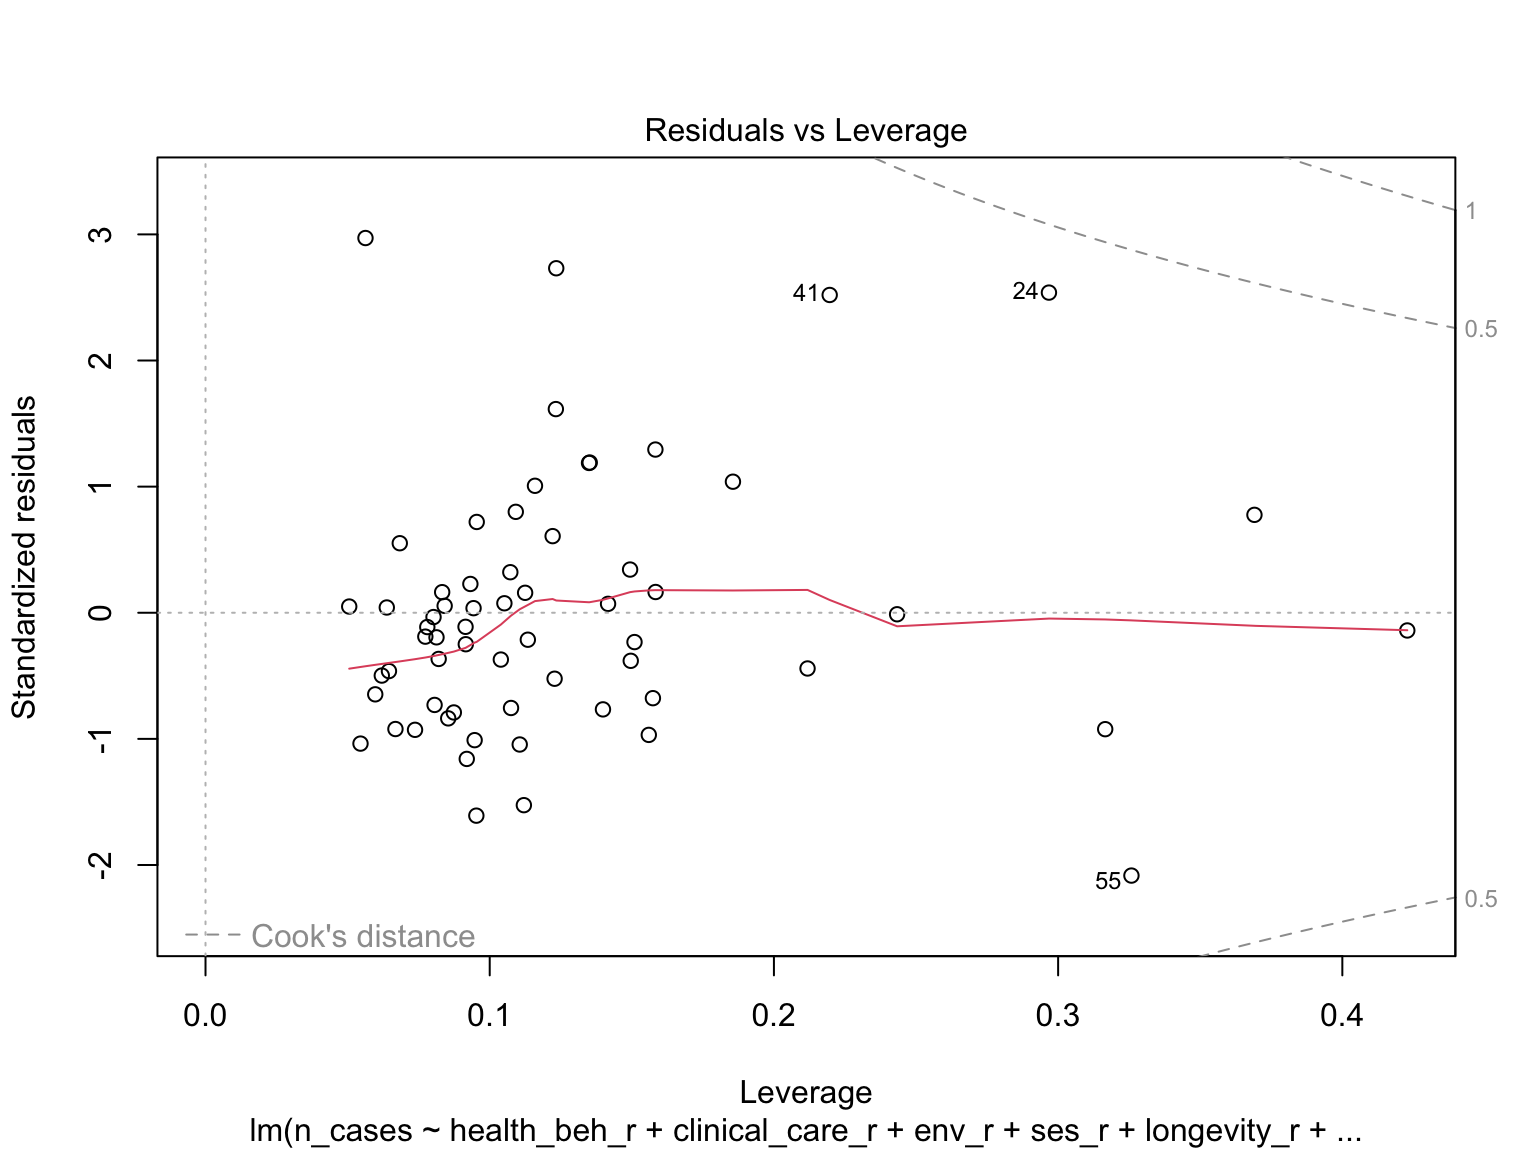 Residuals vs Leverage
Standardized residuals
3
2
1
0
-1
-2
41
24
55
1
0.5
0.5
Cook's distance
0.0 0.1 0.2 0.3 0.4
Leverage
lm(n_cases ~ health_beh_r + clinical_care_r + env_r + ses_r + longevity_r + ...